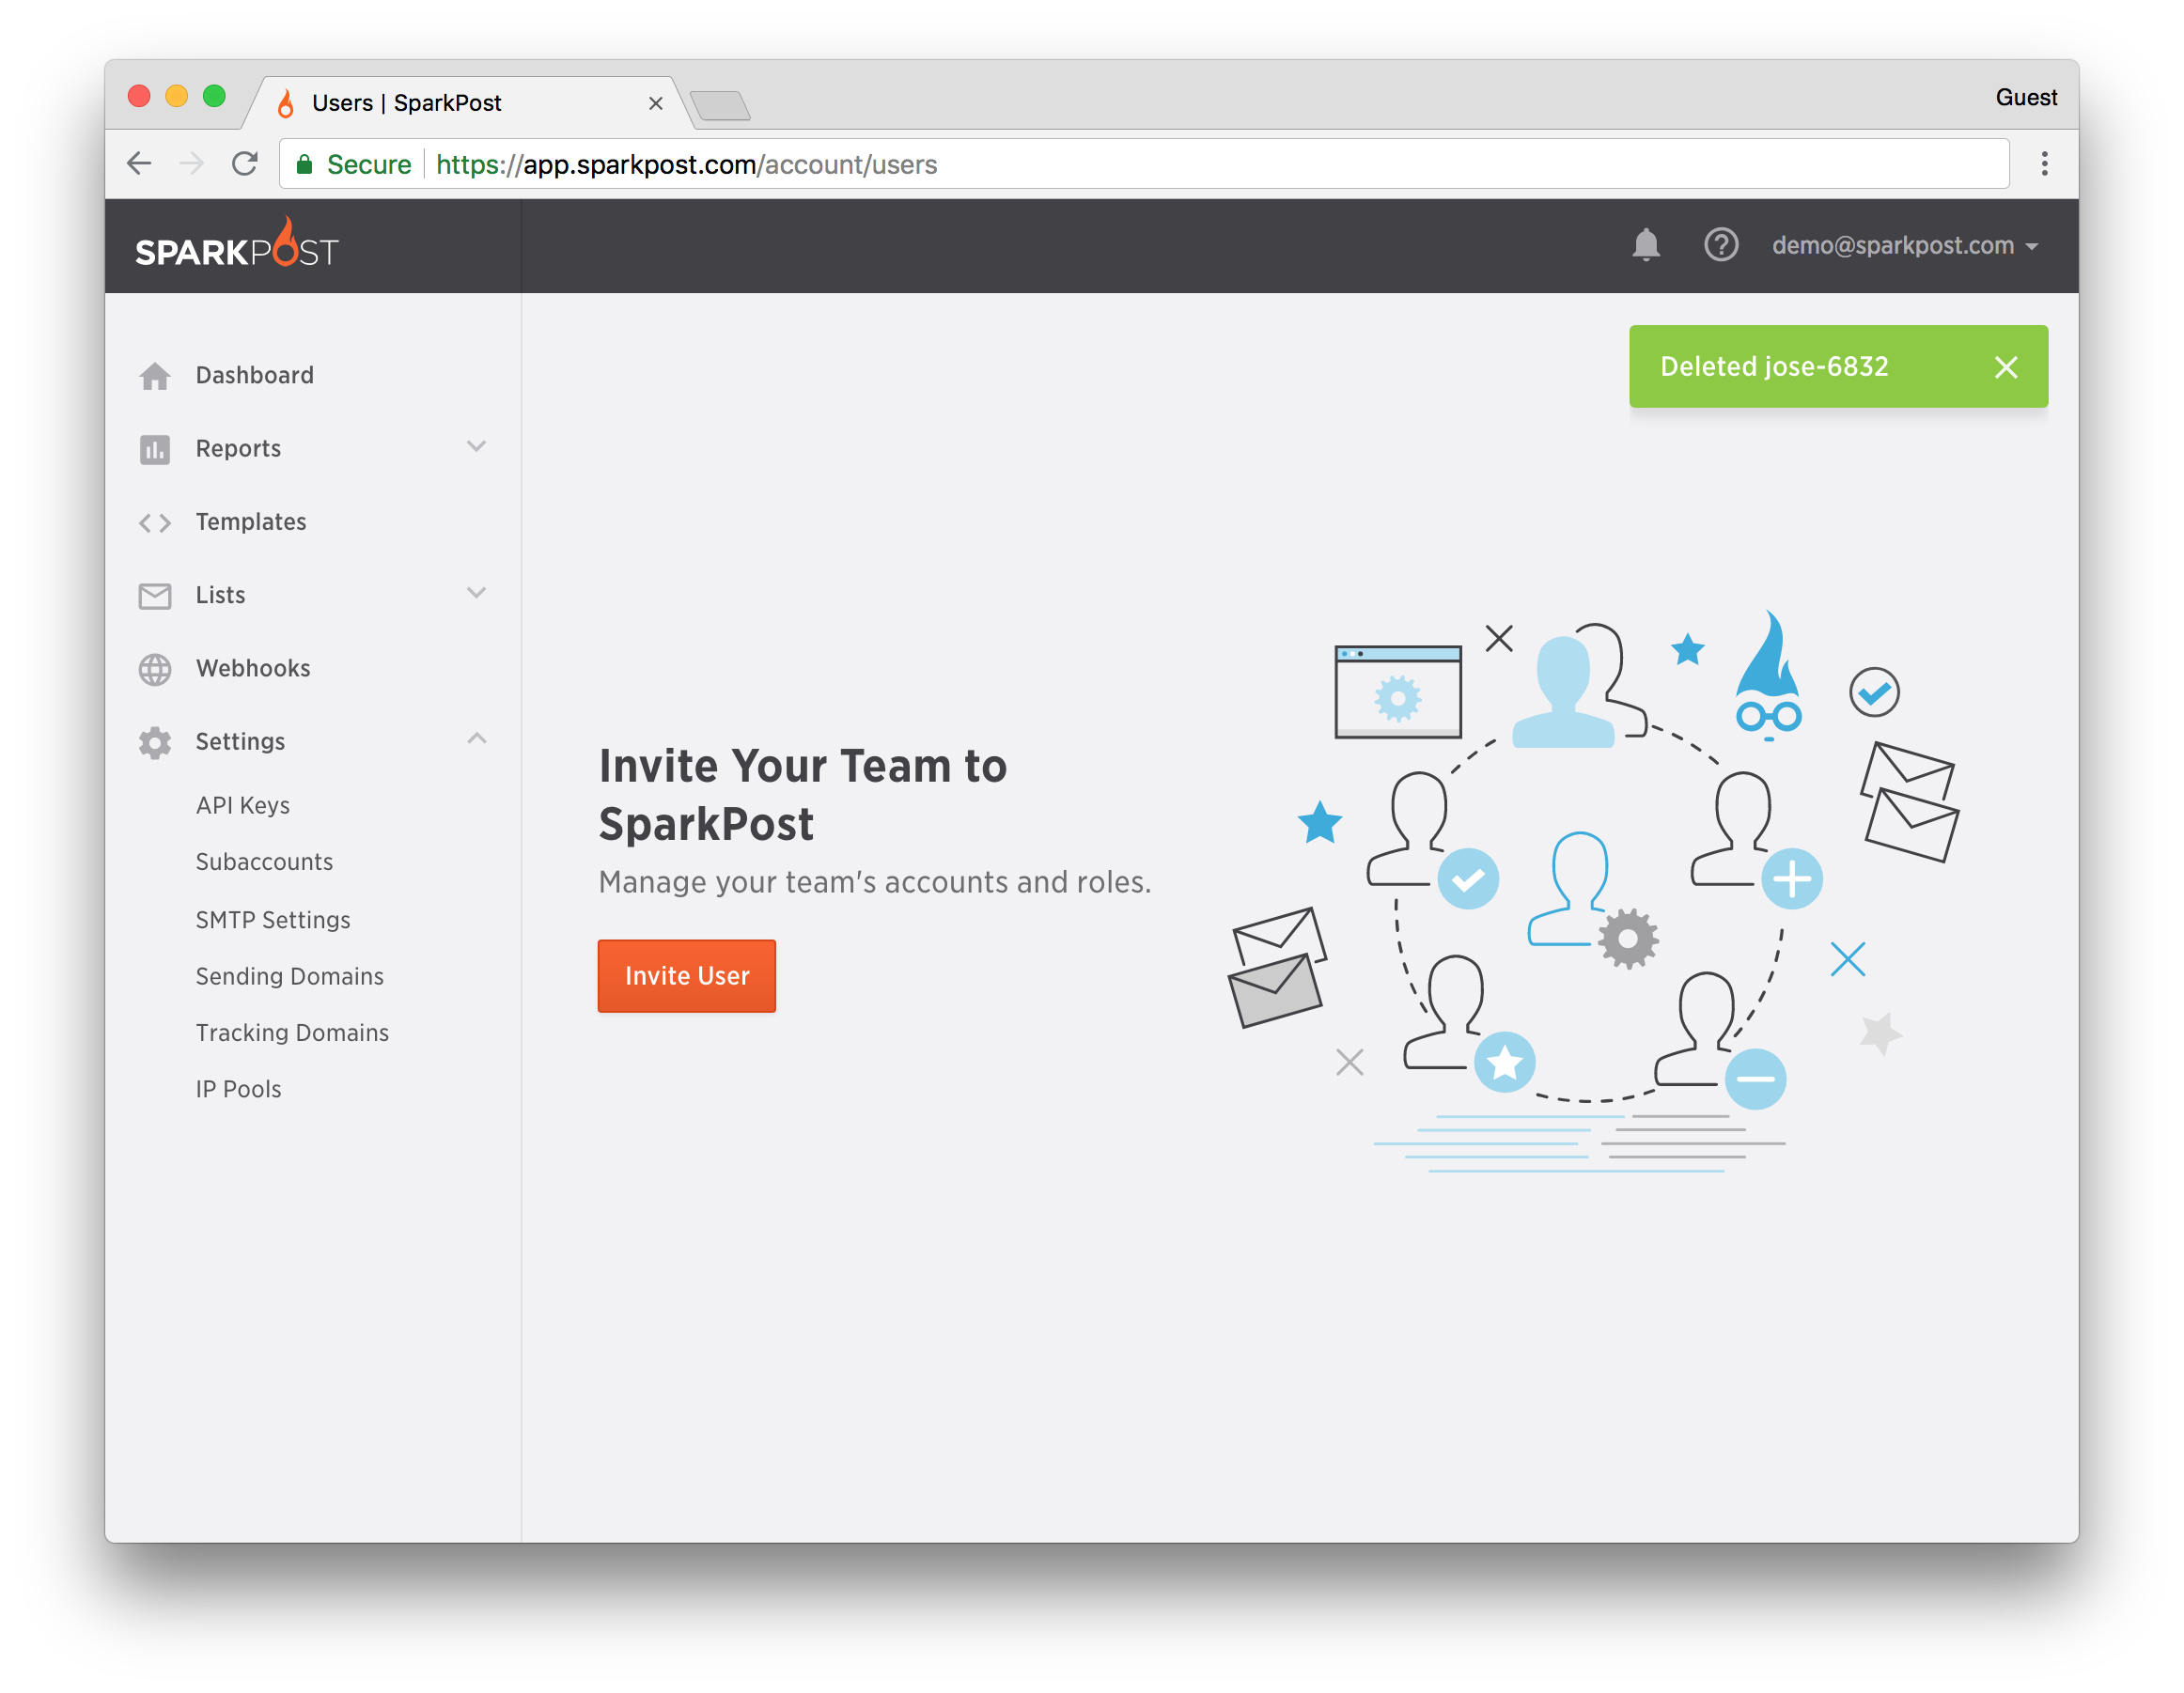 Users | SparkPost
Guest
Secure https://app.sparkpost.com/account/users
SPARKPOST
demo@sparkpost.com
Deleted jose-6832
Dashboard
Reports
Templates
Lists
Webhooks
Settings
API Keys
Subaccounts
SMTP Settings
Sending Domains
Tracking Domains
IP Pools
Invite Your Team to
SparkPost
Manage your team's accounts and roles.
Invite User